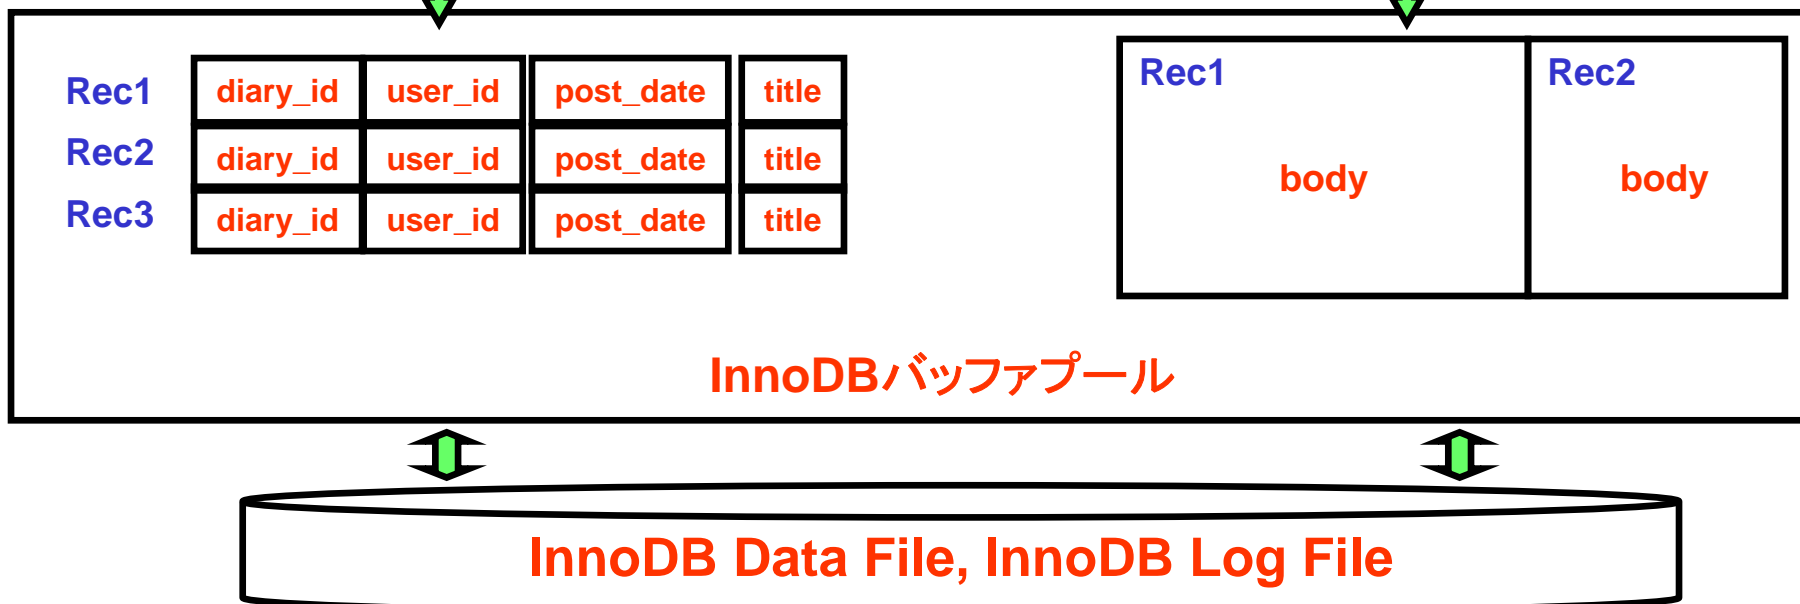 Rec1 diary_id user_id post_date title
Rec2 diary_id user_id post_date title
Rec3 diary_id user_id post_date title
Rec1 Rec2
body body
InnoDBバッファプール
InnoDB Data File, InnoDB Log File